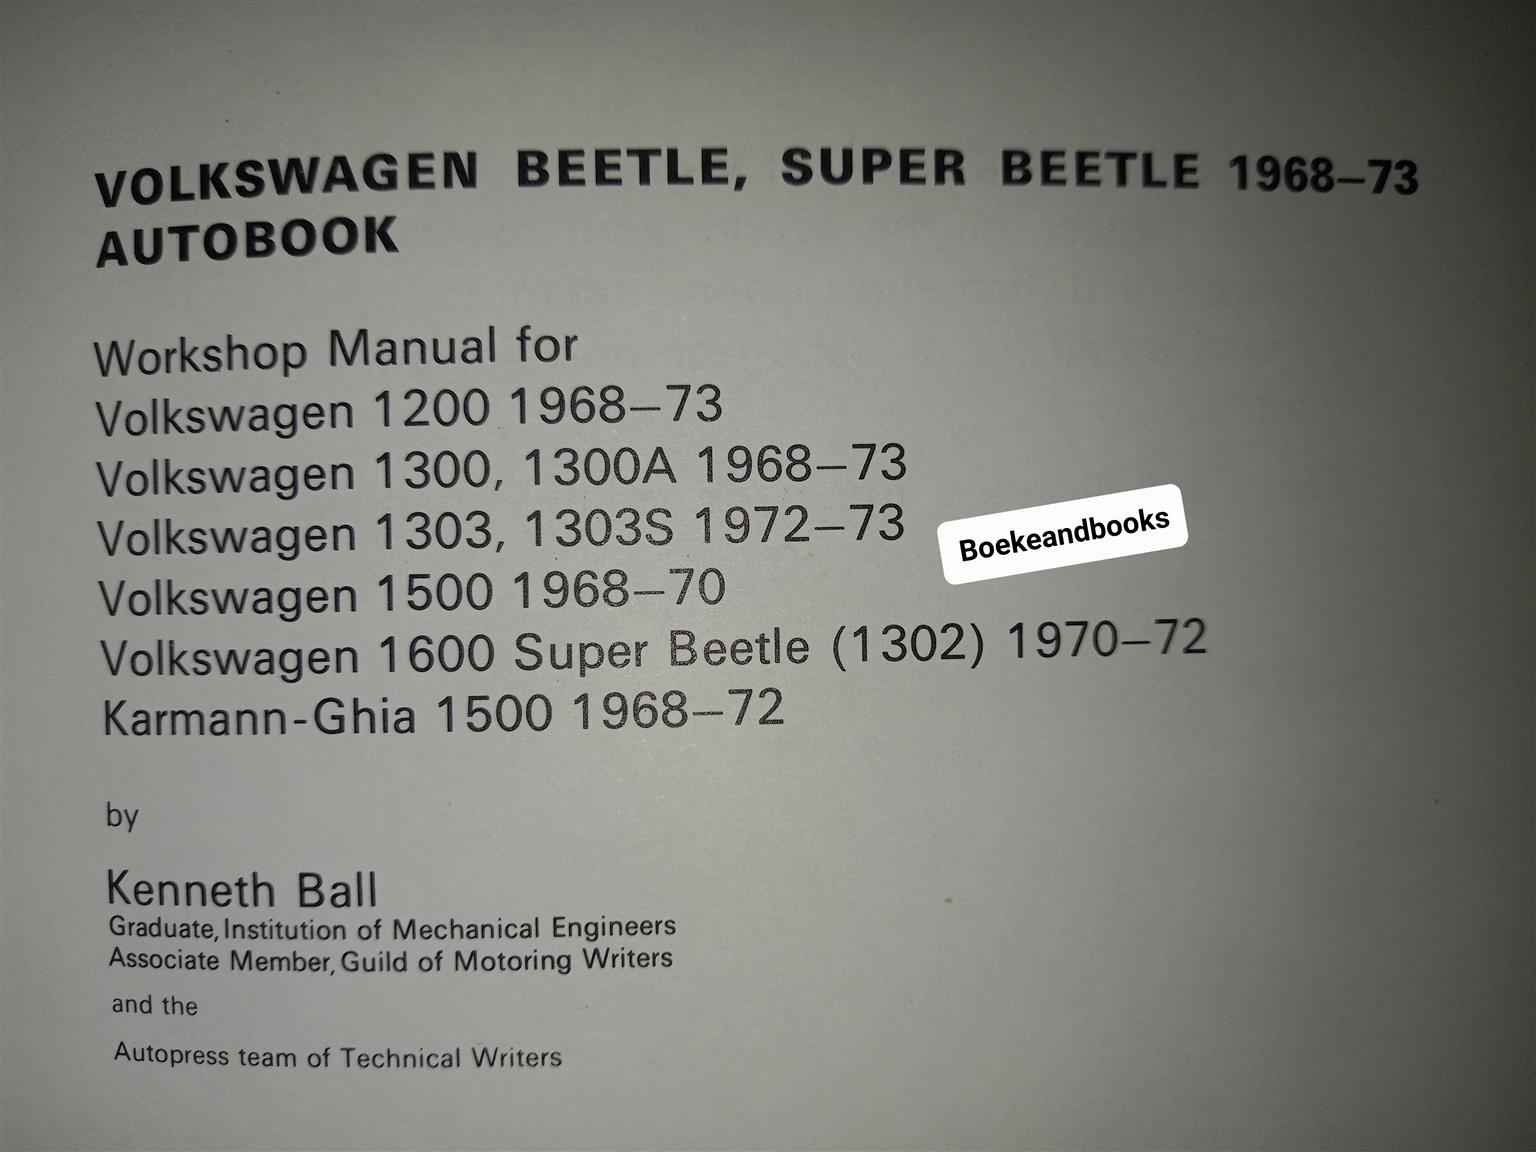 VOLKSWAGEN BEETLE, SUPER BEETLE 1968–73
AUTOBOOK
Workshop Manual for
Volkswagen 1200 1968–73
Volkswagen 1300, 1300A 1968–73
Volkswagen 1303, 1303S 1972–73
Boekeandbooks
Volkswagen 1500 1968–70
Volkswagen 1600 Super Beetle (1302) 1970–72
Karmann-Ghia 1500 1968–72
by
Kenneth Ball
Graduate, Institution of Mechanical Engineers
Associate Member, Guild of Motoring Writers
and the
Autopress team of Technical Writers